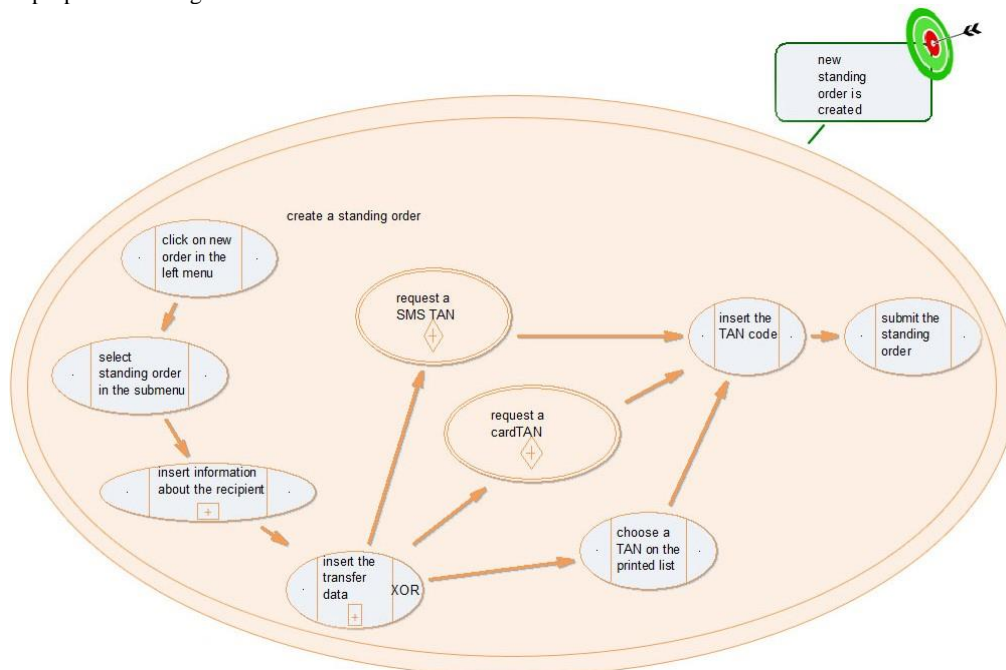 new
standing
order is
created
create a standing order
click on new
order in the
left menu
request a
SMS TAN
insert the
TAN code
submit the
standing
order
select
standing order
in the submenu
request a
cardTAN
insert information
about the recipient
choose a
TAN on the
printed list
insert the
transfer
data
XOR